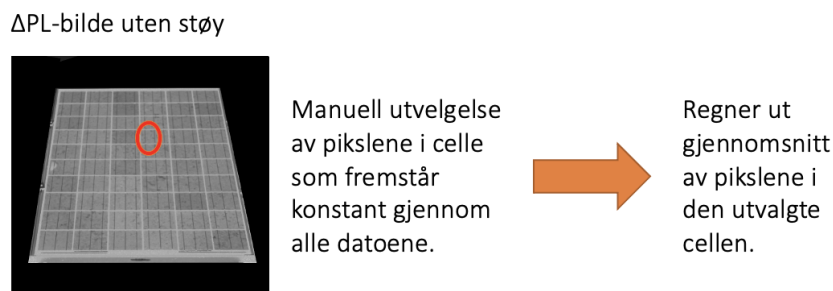 ΔPL-bilde uten støy
Manuell utvelgelse
av pikslene i celle
som fremstår
konstant gjennom
alle datoene.
Regner ut
gjennomsnitt
av pikslene i
den utvalgte
cellen.